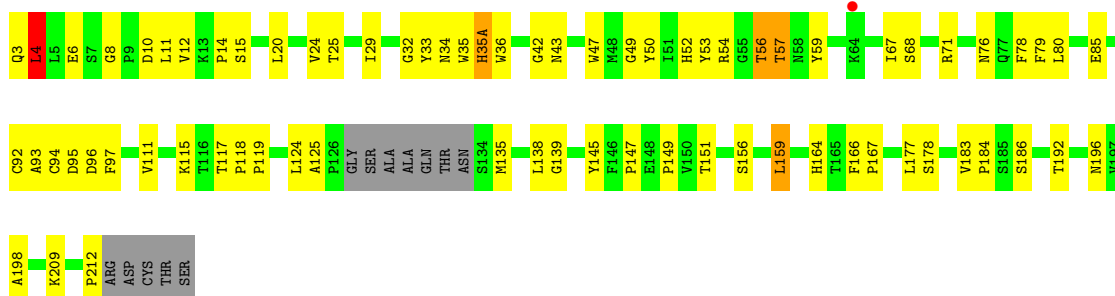 Q3 L4 L5 E6 S7 G8 P9 D10 L11 V12 K13 P14 S15 L20 V24 T25 I29 G32 Y33 N34 W35 H35A W36 G42 N43 W47 M48 G49 Y50 I51 H52 Y53 R54 G55 T56 T57 N58 Y59 K64 I67 S68 R71 N76 Q77 F78 F79 L80 E85
C92 A93 C94 D95 D96 F97 V111 K115 T116 T117 P118 P119 L124 A125 P126 GLY SER ALA ALA GLN THR ASN S134 M135 L138 G139 Y145 F146 P147 E148 P149 V150 T151 S156 L159 H164 T165 F166 P167 L177 S178 V183 P184 S185 S186 T192 N196 V197
A198 K209 P212 ARG ASP CYS THR SER